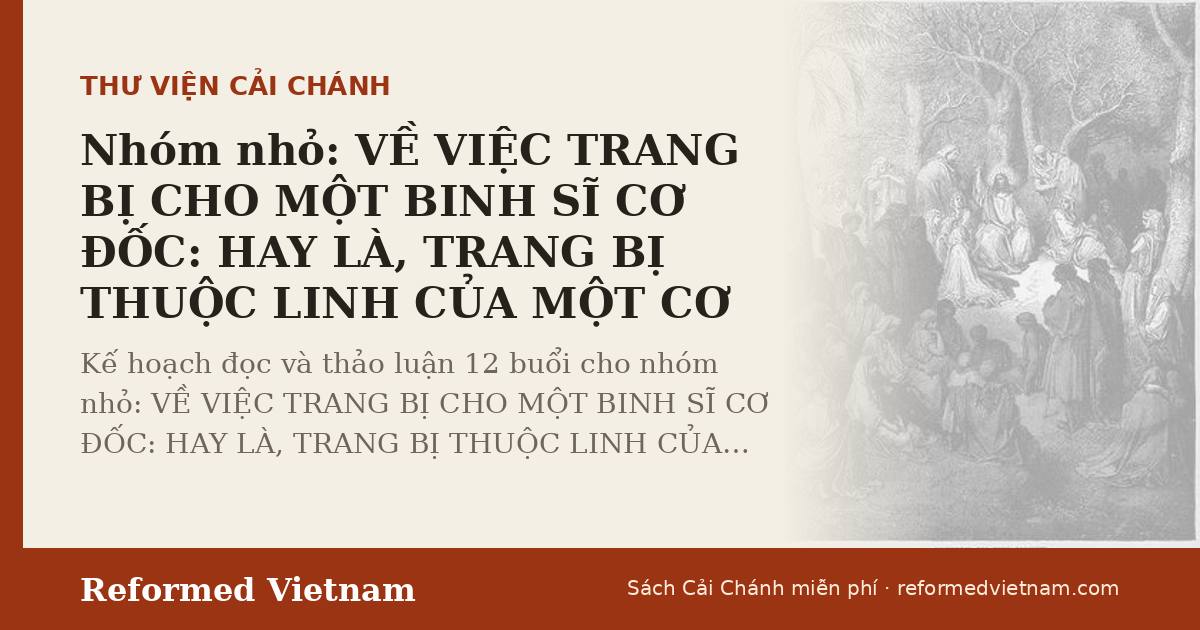 THƯ VIỆN CẢI CHÁNH
Nhóm nhỏ: VỀ VIỆC TRANG
BỊ CHO MỘT BINH SĨ CƠ
ĐỐC: HAY LÀ, TRANG BỊ
THUỘC LINH CỦA MỘT CƠ
Kế hoạch đọc và thảo luận 12 buổi cho nhóm
nhỏ: VỀ VIỆC TRANG BỊ CHO MỘT BINH SĨ CƠ
ĐỐC: HAY LÀ, TRANG BỊ THUỘC LINH CỦA...
Reformed Vietnam
Sách Cải Chánh miễn phí · reformedvietnam.com